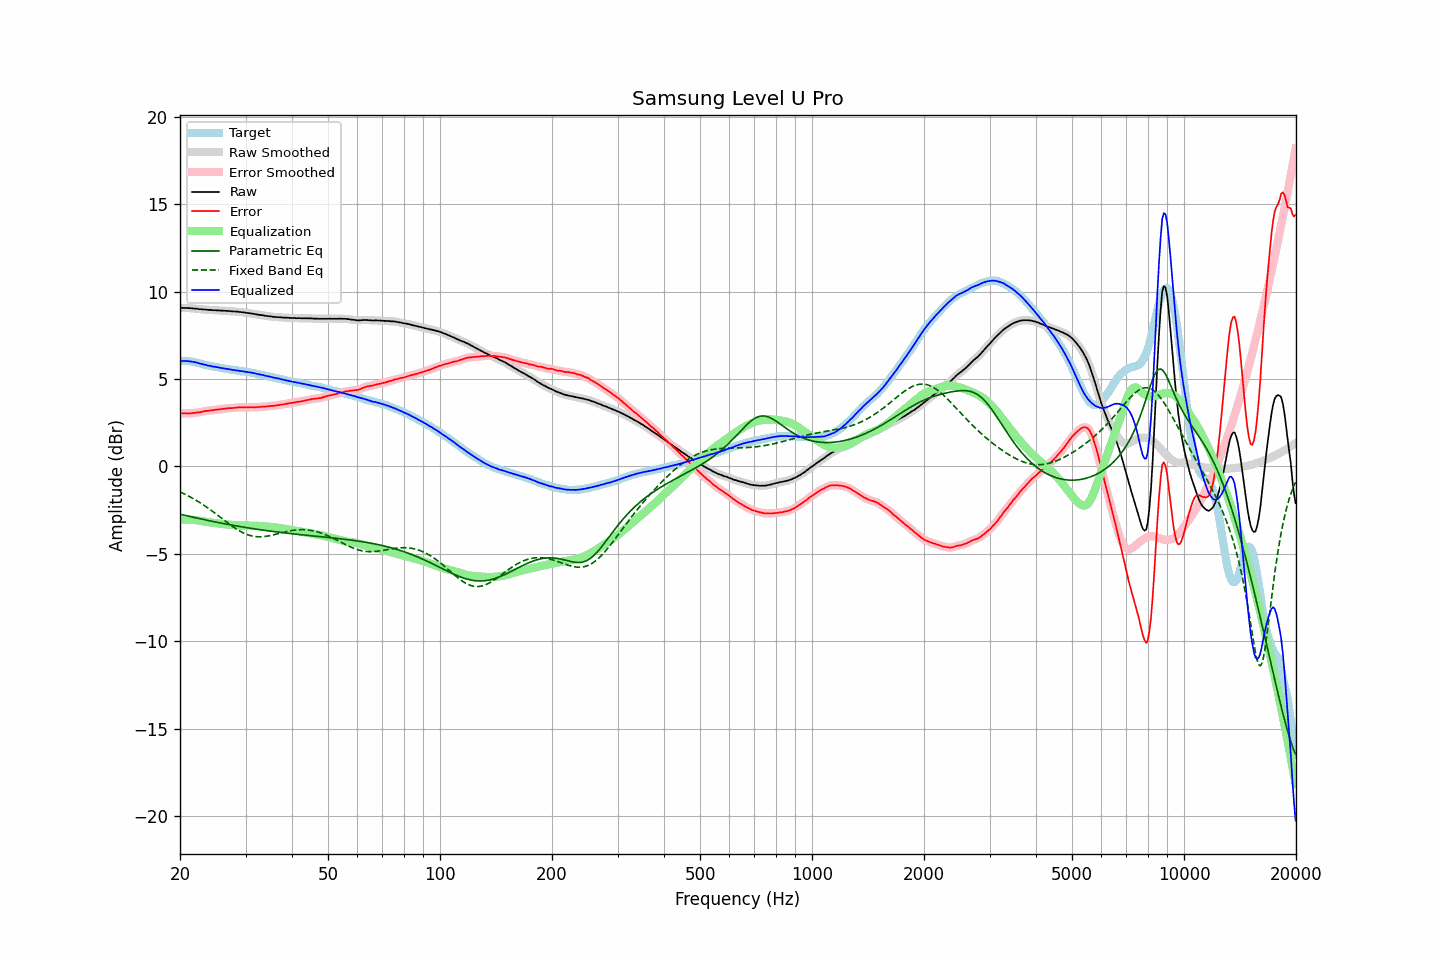 Samsung Level U Pro
Amplitude (dBr)
20
15
10
5
0
−5
−10
−15
−20
Target
Raw Smoothed
Error Smoothed
Raw
Error
Equalization
Parametric Eq
Fixed Band Eq
Equalized
20 50 100 200 500 1000 2000 5000 10000 20000
Frequency (Hz)